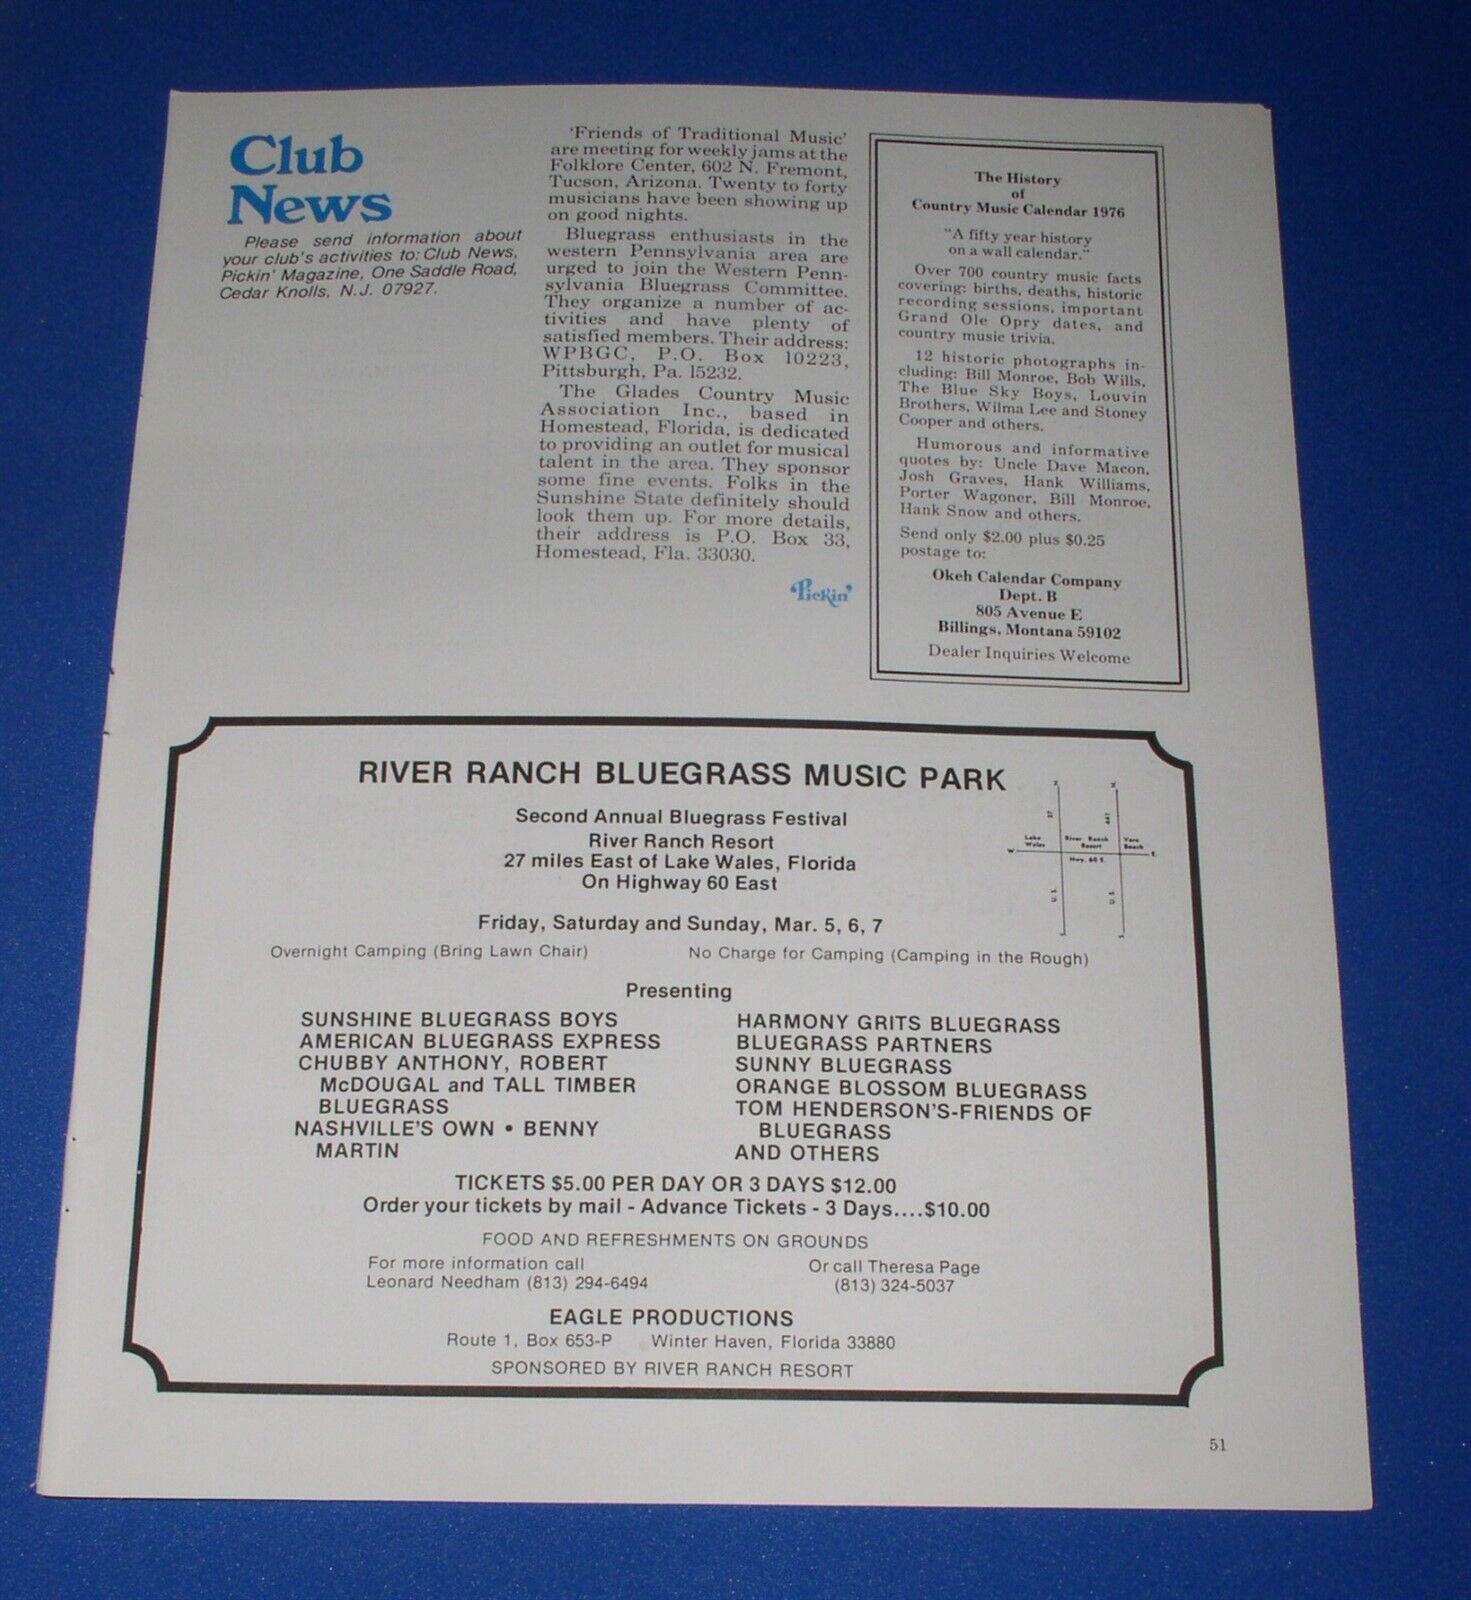 Club
News
Please send information about
your club's activities to: Club News,
Pickin' Magazine, One Saddle Road,
Cedar Knolls, N.J. 07927.
'Friends of Traditional Music'
are meeting for weekly jams at the
Folklore Center, 602 N. Fremont,
Tucson, Arizona. Twenty to forty
musicians have been showing up
on good nights.
Bluegrass enthusiasts in the
western Pennsylvania area are
urged to join the Western Penn-
sylvania Bluegrass Committee.
They organize a number of ac-
tivities and have plenty of
satisfied members. Their address:
WPBGC, P.O. Box 10223,
Pittsburgh, Pa. 15232.
The Glades Country Music
Association Inc., based in
Homestead, Florida, is dedicated
to providing an outlet for musical
talent in the area. They sponsor
some fine events. Folks in the
Sunshine State definitely should
look them up. For more details,
their address is P.O. Box 33,
Homestead, Fla. 33030.
Pickin'
The History
of
Country Music Calendar 1976
"A fifty year history
on a wall calendar."
Over 700 country music facts
covering: births, deaths, historic
recording sessions, important
Grand Ole Opry dates, and
country music trivia.
12 historic photographs in-
cluding: Bill Monroe, Bob Wills,
The Blue Sky Boys, Louvin
Brothers, Wilma Lee and Stoney
Cooper and others.
Humorous and informative
quotes by: Uncle Dave Macon,
Josh Graves, Hank Williams,
Porter Wagoner, Bill Monroe,
Hank Snow and others.
Send only $2.00 plus $0.25
postage to:
Okeh Calendar Company
Dept. B
805 Avenue E
Billings, Montana 59102
Dealer Inquiries Welcome
RIVER RANCH BLUEGRASS MUSIC PARK
Second Annual Bluegrass Festival
River Ranch Resort
27 miles East of Lake Wales, Florida
On Highway 60 East
N N
27 441
Lake River Ranch Vero
Wales Resort Beach
W E
Hwy. 60 E.
Friday, Saturday and Sunday, Mar. 5, 6, 7
Overnight Camping (Bring Lawn Chair) No Charge for Camping (Camping in the Rough)
Presenting
SUNSHINE BLUEGRASS BOYS
AMERICAN BLUEGRASS EXPRESS
CHUBBY ANTHONY, ROBERT
McDOUGAL and TALL TIMBER
BLUEGRASS
NASHVILLE'S OWN • BENNY
MARTIN
HARMONY GRITS BLUEGRASS
BLUEGRASS PARTNERS
SUNNY BLUEGRASS
ORANGE BLOSSOM BLUEGRASS
TOM HENDERSON'S-FRIENDS OF
BLUEGRASS
AND OTHERS
TICKETS $5.00 PER DAY OR 3 DAYS $12.00
Order your tickets by mail - Advance Tickets - 3 Days....$10.00
FOOD AND REFRESHMENTS ON GROUNDS
For more information call
Leonard Needham (813) 294-6494
Or call Theresa Page
(813) 324-5037
EAGLE PRODUCTIONS
Route 1, Box 653-P Winter Haven, Florida 33880
SPONSORED BY RIVER RANCH RESORT
51